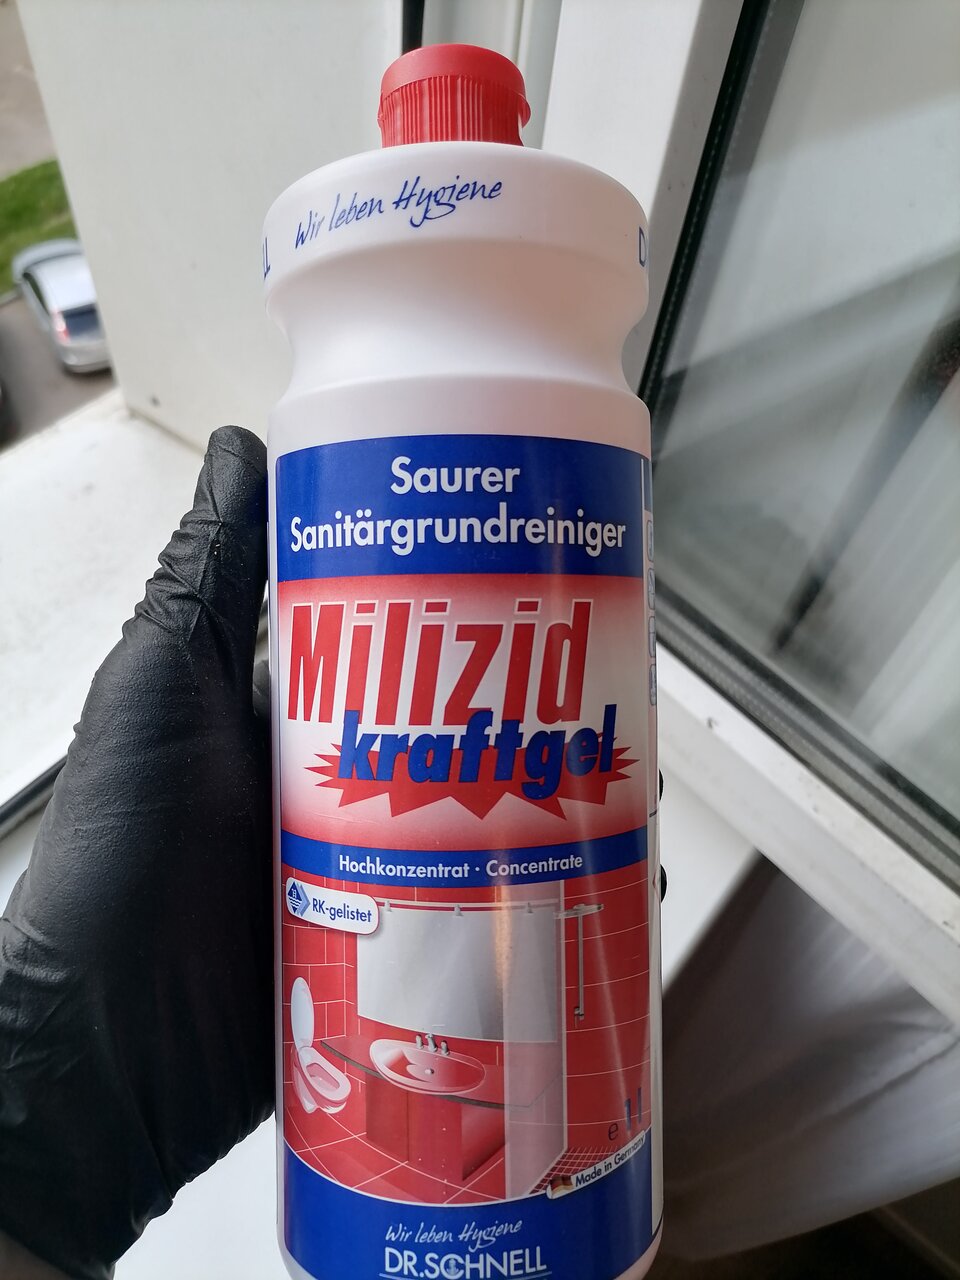 Wir leben Hygiene
Saurer
Sanitärgrundreiniger
Milizid
kraftgel
Hochkonzentrat · Concentrate
RK-gelistet
e 1 l
Made in Germany
Wir leben Hygiene
DR.SCHNELL